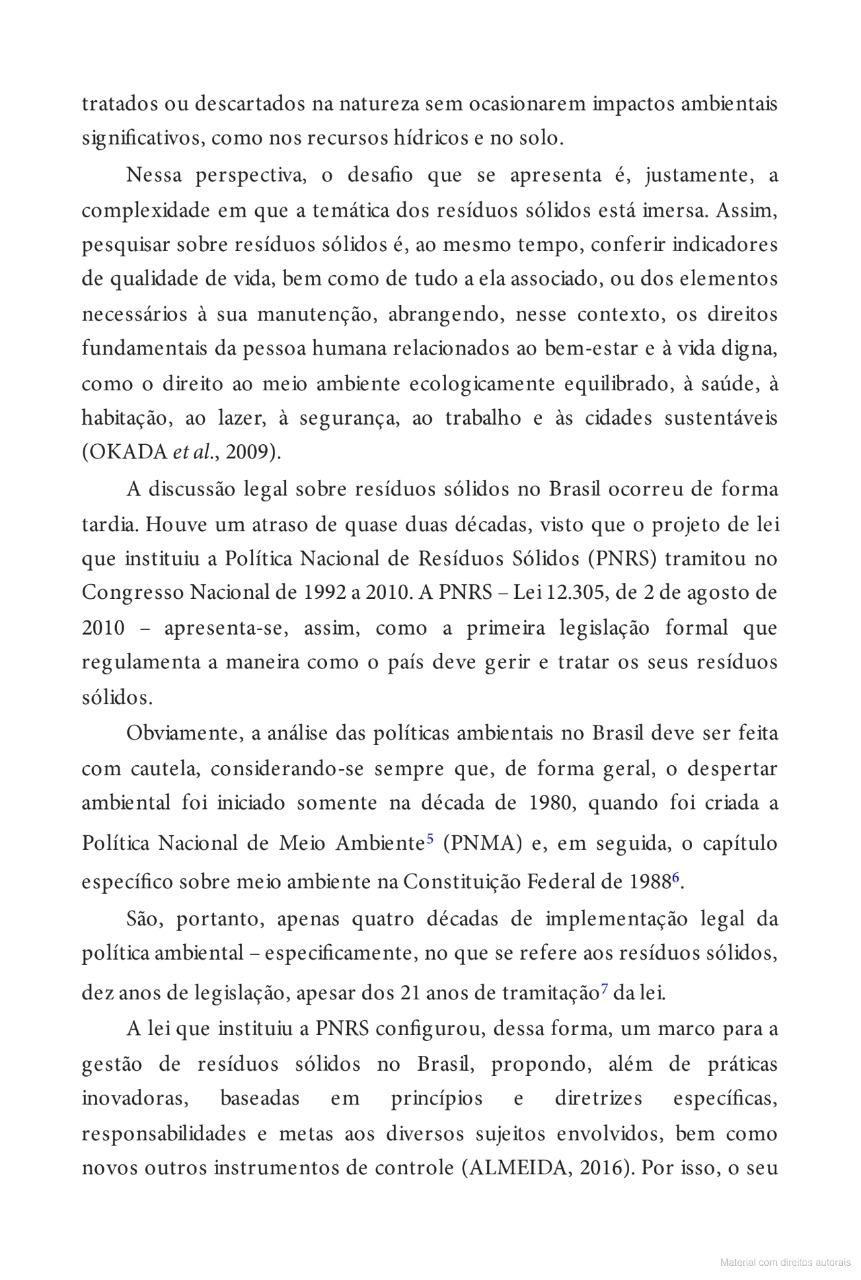 tratados ou descartados na natureza sem ocasionarem impactos ambientais
significativos, como nos recursos hídricos e no solo.
Nessa perspectiva, o desafio que se apresenta é, justamente, a
complexidade em que a temática dos resíduos sólidos está imersa. Assim,
pesquisar sobre resíduos sólidos é, ao mesmo tempo, conferir indicadores
de qualidade de vida, bem como de tudo a ela associado, ou dos elementos
necessários à sua manutenção, abrangendo, nesse contexto, os direitos
fundamentais da pessoa humana relacionados ao bem-estar e à vida digna,
como o direito ao meio ambiente ecologicamente equilibrado, à saúde, à
habitação, ao lazer, à segurança, ao trabalho e às cidades sustentáveis
(OKADA et al., 2009).
A discussão legal sobre resíduos sólidos no Brasil ocorreu de forma
tardia. Houve um atraso de quase duas décadas, visto que o projeto de lei
que instituiu a Política Nacional de Resíduos Sólidos (PNRS) tramitou no
Congresso Nacional de 1992 a 2010. A PNRS – Lei 12.305, de 2 de agosto de
2010 – apresenta-se, assim, como a primeira legislação formal que
regulamenta a maneira como o país deve gerir e tratar os seus resíduos
sólidos.
Obviamente, a análise das políticas ambientais no Brasil deve ser feita
com cautela, considerando-se sempre que, de forma geral, o despertar
ambiental foi iniciado somente na década de 1980, quando foi criada a
Política Nacional de Meio Ambiente5 (PNMA) e, em seguida, o capítulo
específico sobre meio ambiente na Constituição Federal de 19886.
São, portanto, apenas quatro décadas de implementação legal da
política ambiental – especificamente, no que se refere aos resíduos sólidos,
dez anos de legislação, apesar dos 21 anos de tramitação7 da lei.
A lei que instituiu a PNRS configurou, dessa forma, um marco para a
gestão de resíduos sólidos no Brasil, propondo, além de práticas
inovadoras, baseadas em princípios e diretrizes específicas,
responsabilidades e metas aos diversos sujeitos envolvidos, bem como
novos outros instrumentos de controle (ALMEIDA, 2016). Por isso, o seu
Material com direitos autorais